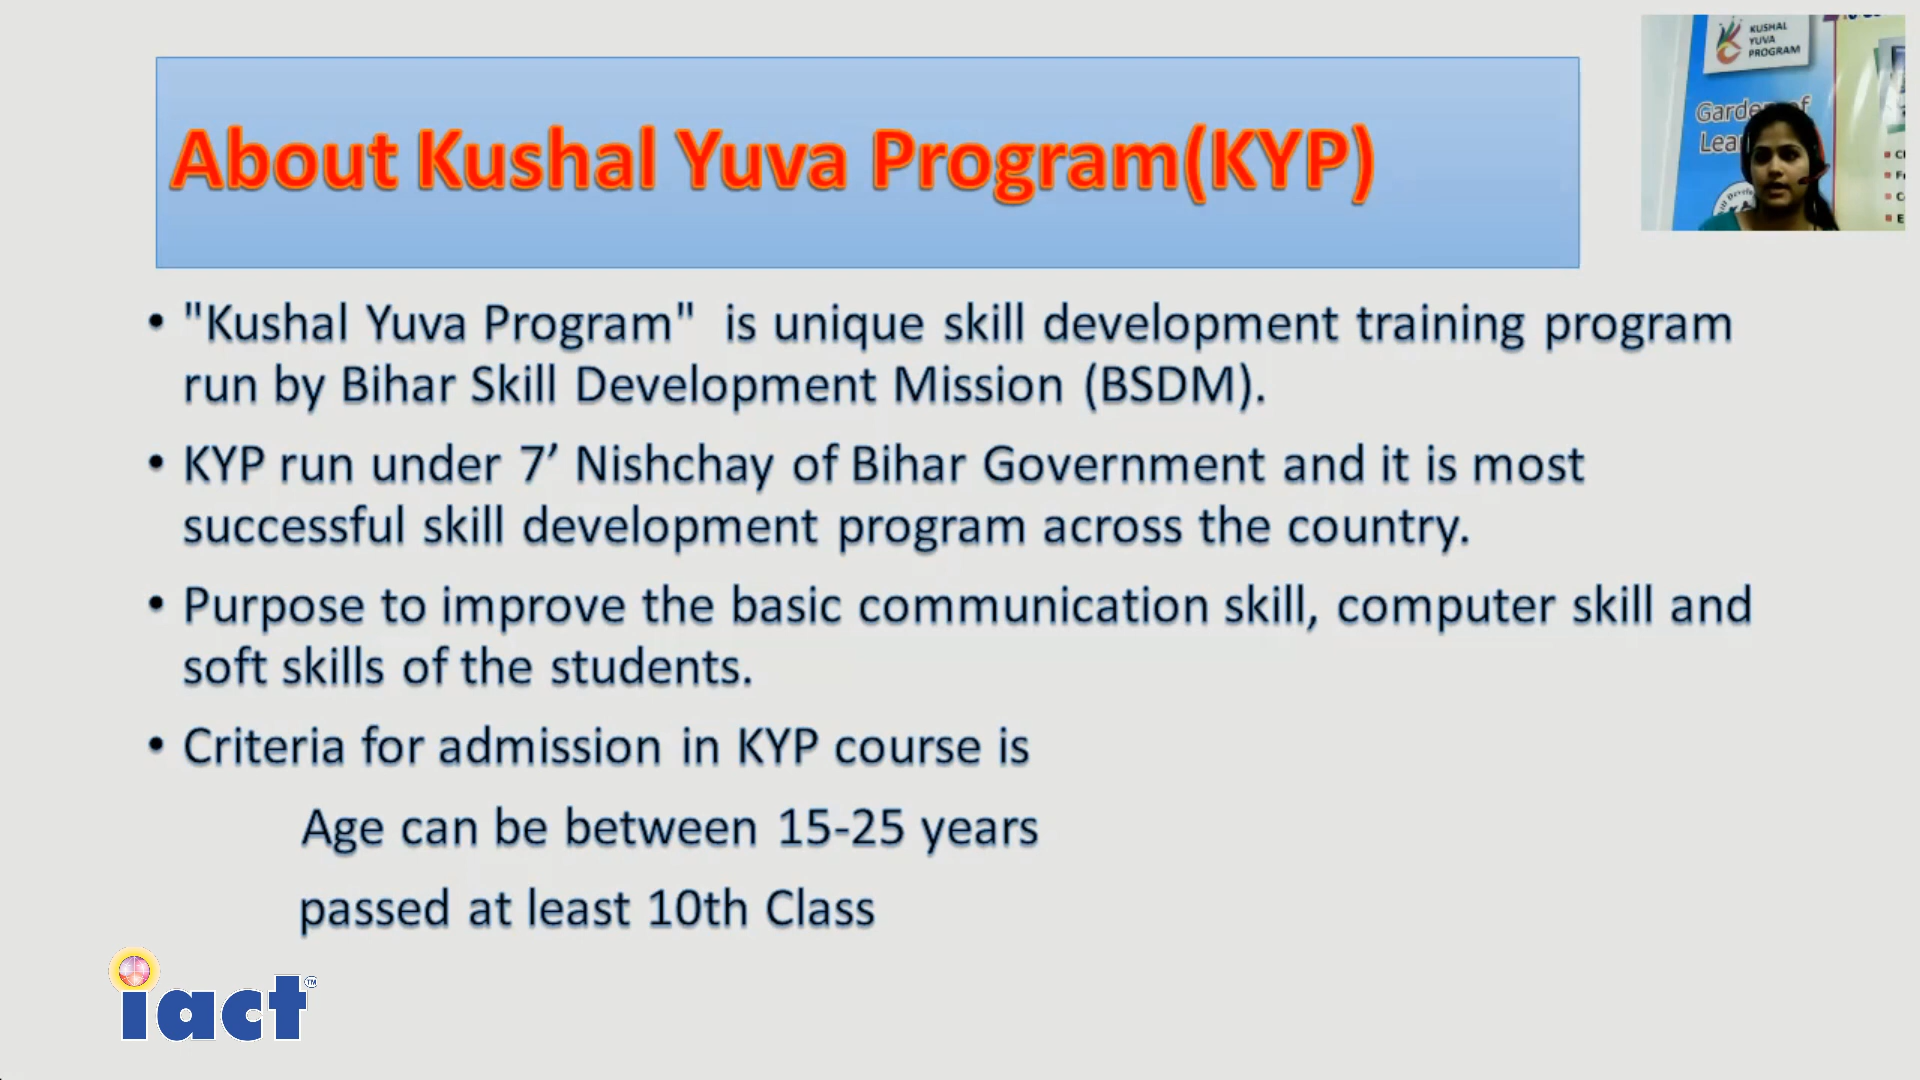 About Kushal Yuva Program(KYP)
KUSHAL
YUVA
PROGRAM
Garden of
• "Kushal Yuva Program" is unique skill development training program
run by Bihar Skill Development Mission (BSDM).
• KYP run under 7’ Nishchay of Bihar Government and it is most
successful skill development program across the country.
• Purpose to improve the basic communication skill, computer skill and
soft skills of the students.
• Criteria for admission in KYP course is
Age can be between 15-25 years
passed at least 10th Class
iact™